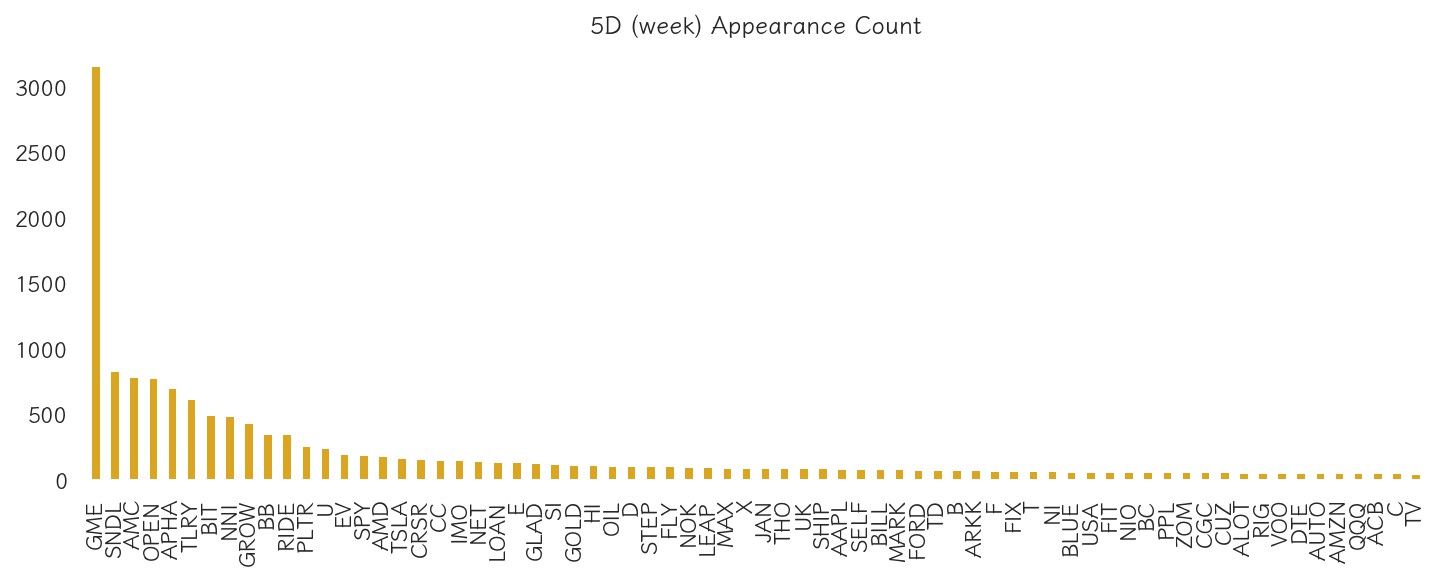 5D (week) Appearance Count
3000
2500
2000
1500
1000
500
0
GME
SNDL
AMC
OPEN
APHA
TLRY
BIT
NNI
GROW
BB
RIDE
PLTR
U
EV
SPY
AMD
TSLA
CRSR
CC
IMO
NET
LOAN
E
GLAD
SI
GOLD
HI
OIL
D
STEP
FLY
NOK
LEAP
MAX
X
JAN
THO
UK
SHIP
AAPL
SELF
BILL
MARK
FORD
TD
B
ARKK
F
FIX
T
NI
BLUE
USA
FIT
NIO
BC
PPL
ZOM
CGC
CUZ
ALOT
RIG
VOO
DTE
AUTO
AMZN
QQQ
ACB
C
TV